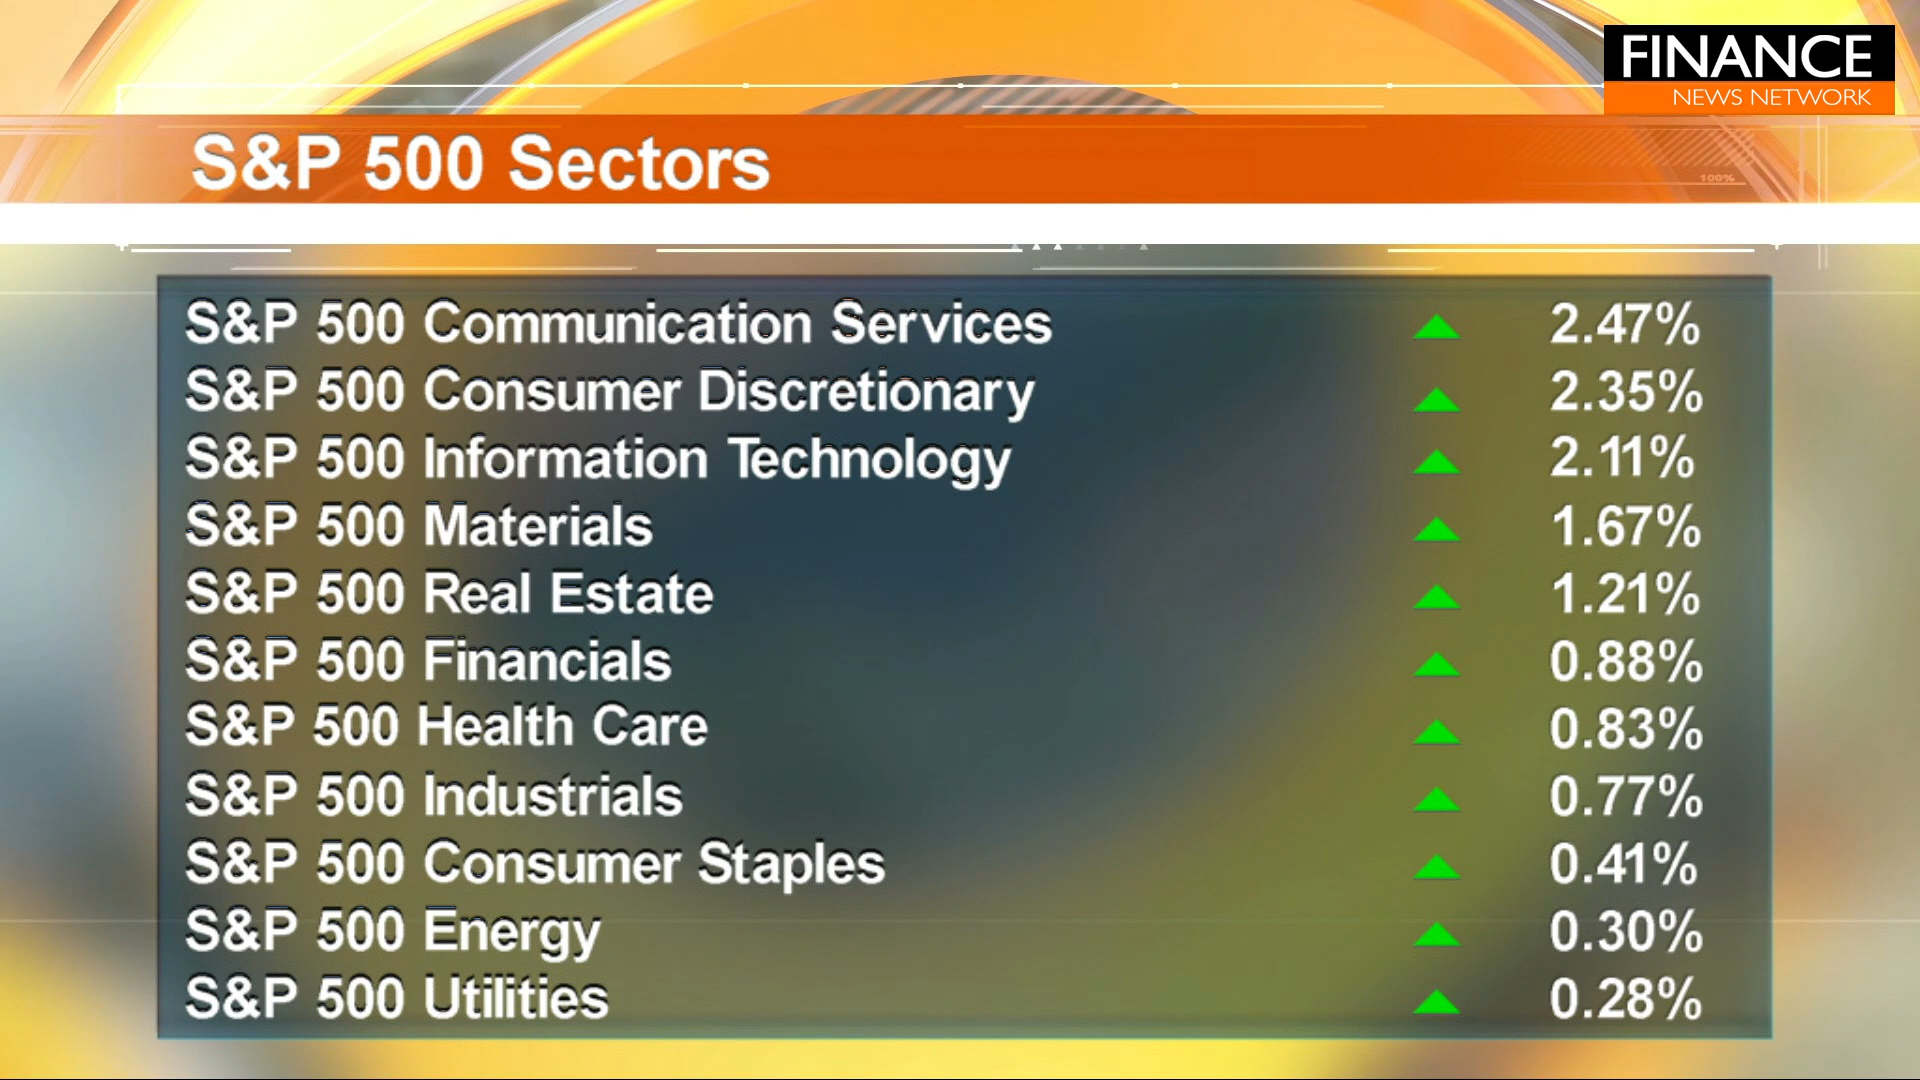 FINANCE
NEWS NETWORK
S&P 500 Sectors
100%
S&P 500 Communication Services 2.47%
S&P 500 Consumer Discretionary 2.35%
S&P 500 Information Technology 2.11%
S&P 500 Materials 1.67%
S&P 500 Real Estate 1.21%
S&P 500 Financials 0.88%
S&P 500 Health Care 0.83%
S&P 500 Industrials 0.77%
S&P 500 Consumer Staples 0.41%
S&P 500 Energy 0.30%
S&P 500 Utilities 0.28%